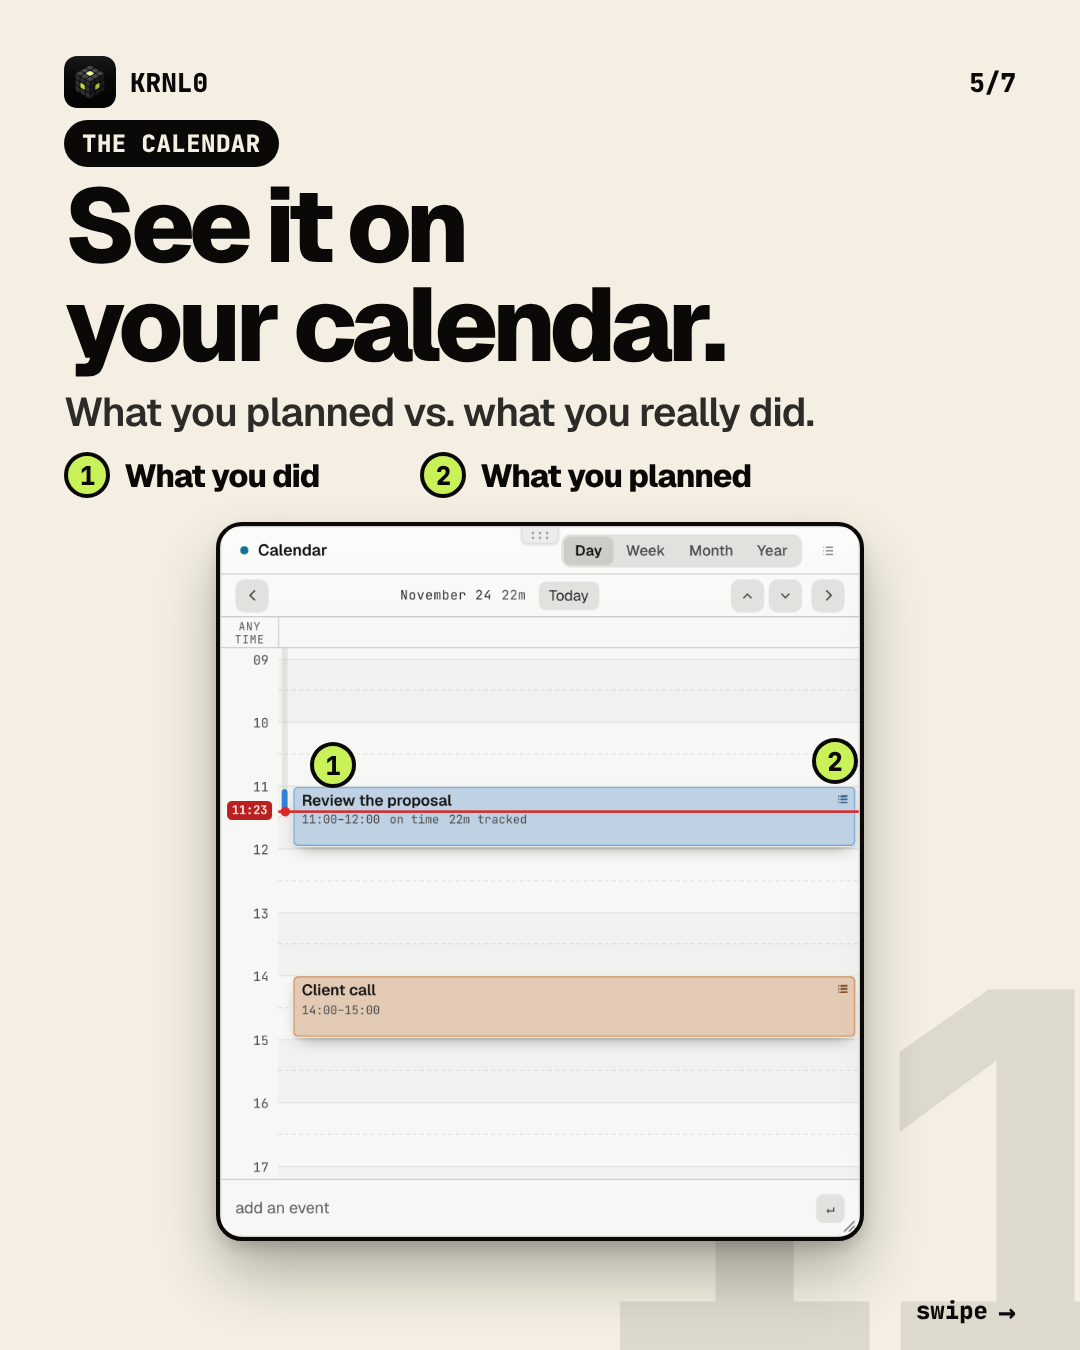 KRNL0
5/7
THE CALENDAR
See it on
your calendar.
What you planned vs. what you really did.
1 What you did
2 What you planned
Calendar
Day Week Month Year
November 24 22m Today
ANY
TIME
09
10
1
2
11
Review the proposal
11:23
11:00–12:00 on time 22m tracked
12
13
14
Client call
14:00–15:00
15
16
17
add an event
11
swipe →